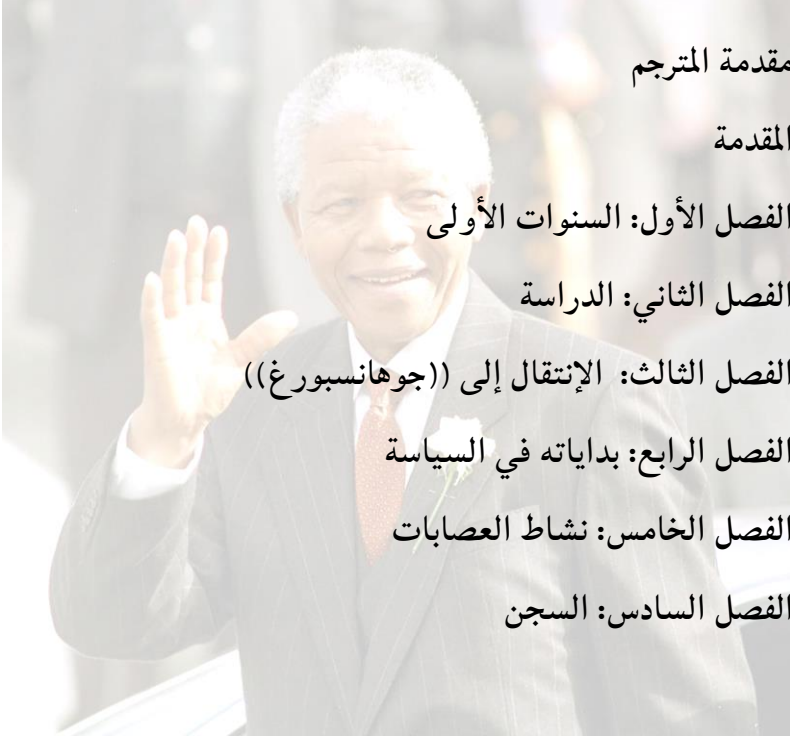 مقدمة المترجم
المقدمة
الفصل الأول: السنوات الأولى
الفصل الثاني: الدراسة
الفصل الثالث: الإنتقال إلى ((جوهانسبورغ))
الفصل الرابع: بداياته في السياسة
الفصل الخامس: نشاط العصابات
الفصل السادس: السجن